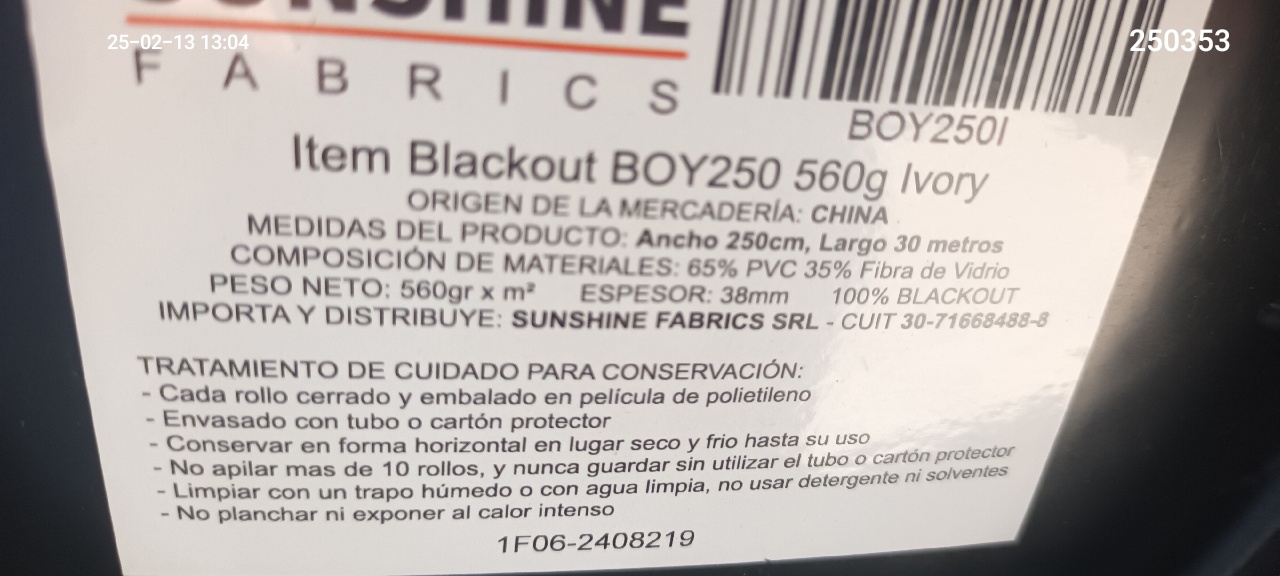 SUNSHINE
25-02-13 13:04
250353
FABRICS
BOY250I
Item Blackout BOY250 560g Ivory
ORIGEN DE LA MERCADERÍA: CHINA
MEDIDAS DEL PRODUCTO: Ancho 250cm, Largo 30 metros
COMPOSICIÓN DE MATERIALES: 65% PVC 35% Fibra de Vidrio
PESO NETO: 560gr x m² ESPESOR: 38mm 100% BLACKOUT
IMPORTA Y DISTRIBUYE: SUNSHINE FABRICS SRL - CUIT 30-71668488-8
TRATAMIENTO DE CUIDADO PARA CONSERVACIÓN:
- Cada rollo cerrado y embalado en película de polietileno
- Envasado con tubo o cartón protector
- Conservar en forma horizontal en lugar seco y frio hasta su uso
- No apilar mas de 10 rollos, y nunca guardar sin utilizar el tubo o cartón protector
- Limpiar con un trapo húmedo o con agua limpia, no usar detergente ni solventes
- No planchar ni exponer al calor intenso
1F06-2408219